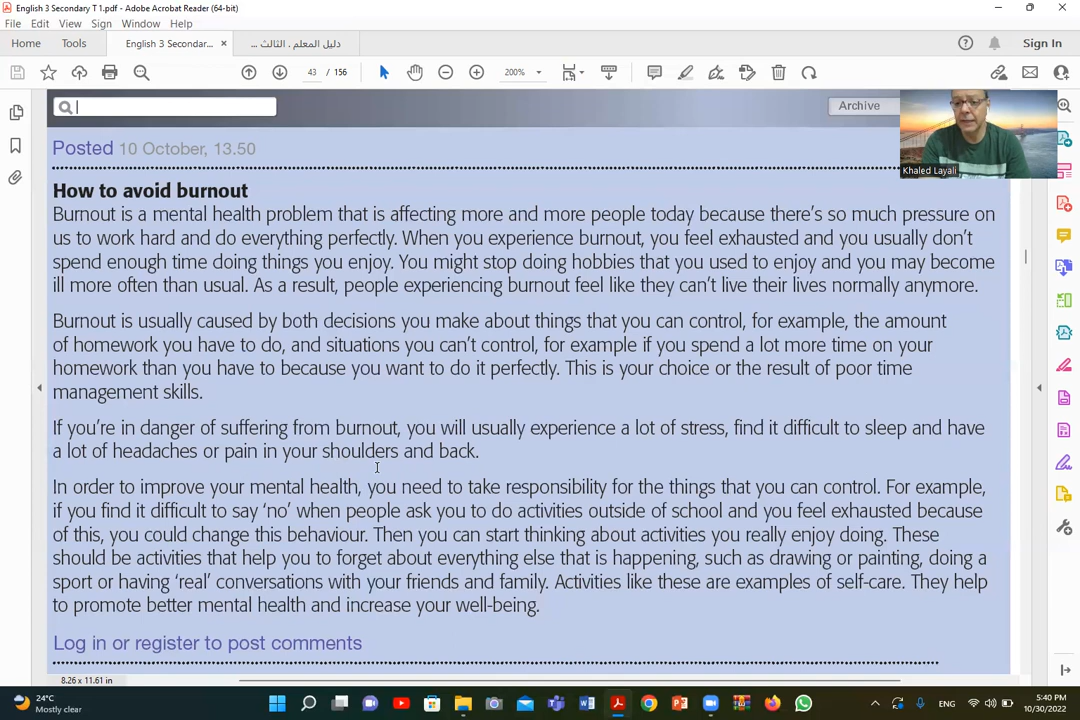 English 3 Secondary T 1.pdf - Adobe Acrobat Reader (64-bit)
File Edit View Sign Window Help
Home Tools English 3 Secondary... × دليل المعلم . الثالث ... Sign In
43 / 156 200%
Archive
Khaled Layali
Posted 10 October, 13.50
How to avoid burnout
Burnout is a mental health problem that is affecting more and more people today because there's so much pressure on
us to work hard and do everything perfectly. When you experience burnout, you feel exhausted and you usually don't
spend enough time doing things you enjoy. You might stop doing hobbies that you used to enjoy and you may become
ill more often than usual. As a result, people experiencing burnout feel like they can't live their lives normally anymore.
Burnout is usually caused by both decisions you make about things that you can control, for example, the amount
of homework you have to do, and situations you can't control, for example if you spend a lot more time on your
homework than you have to because you want to do it perfectly. This is your choice or the result of poor time
management skills.
If you're in danger of suffering from burnout, you will usually experience a lot of stress, find it difficult to sleep and have
a lot of headaches or pain in your shoulders and back.
In order to improve your mental health, you need to take responsibility for the things that you can control. For example,
if you find it difficult to say 'no' when people ask you to do activities outside of school and you feel exhausted because
of this, you could change this behaviour. Then you can start thinking about activities you really enjoy doing. These
should be activities that help you to forget about everything else that is happening, such as drawing or painting, doing a
sport or having 'real' conversations with your friends and family. Activities like these are examples of self-care. They help
to promote better mental health and increase your well-being.
Log in or register to post comments
8.26 x 11.61 in
24°C
Mostly clear
ENG
5:40 PM
10/30/2022